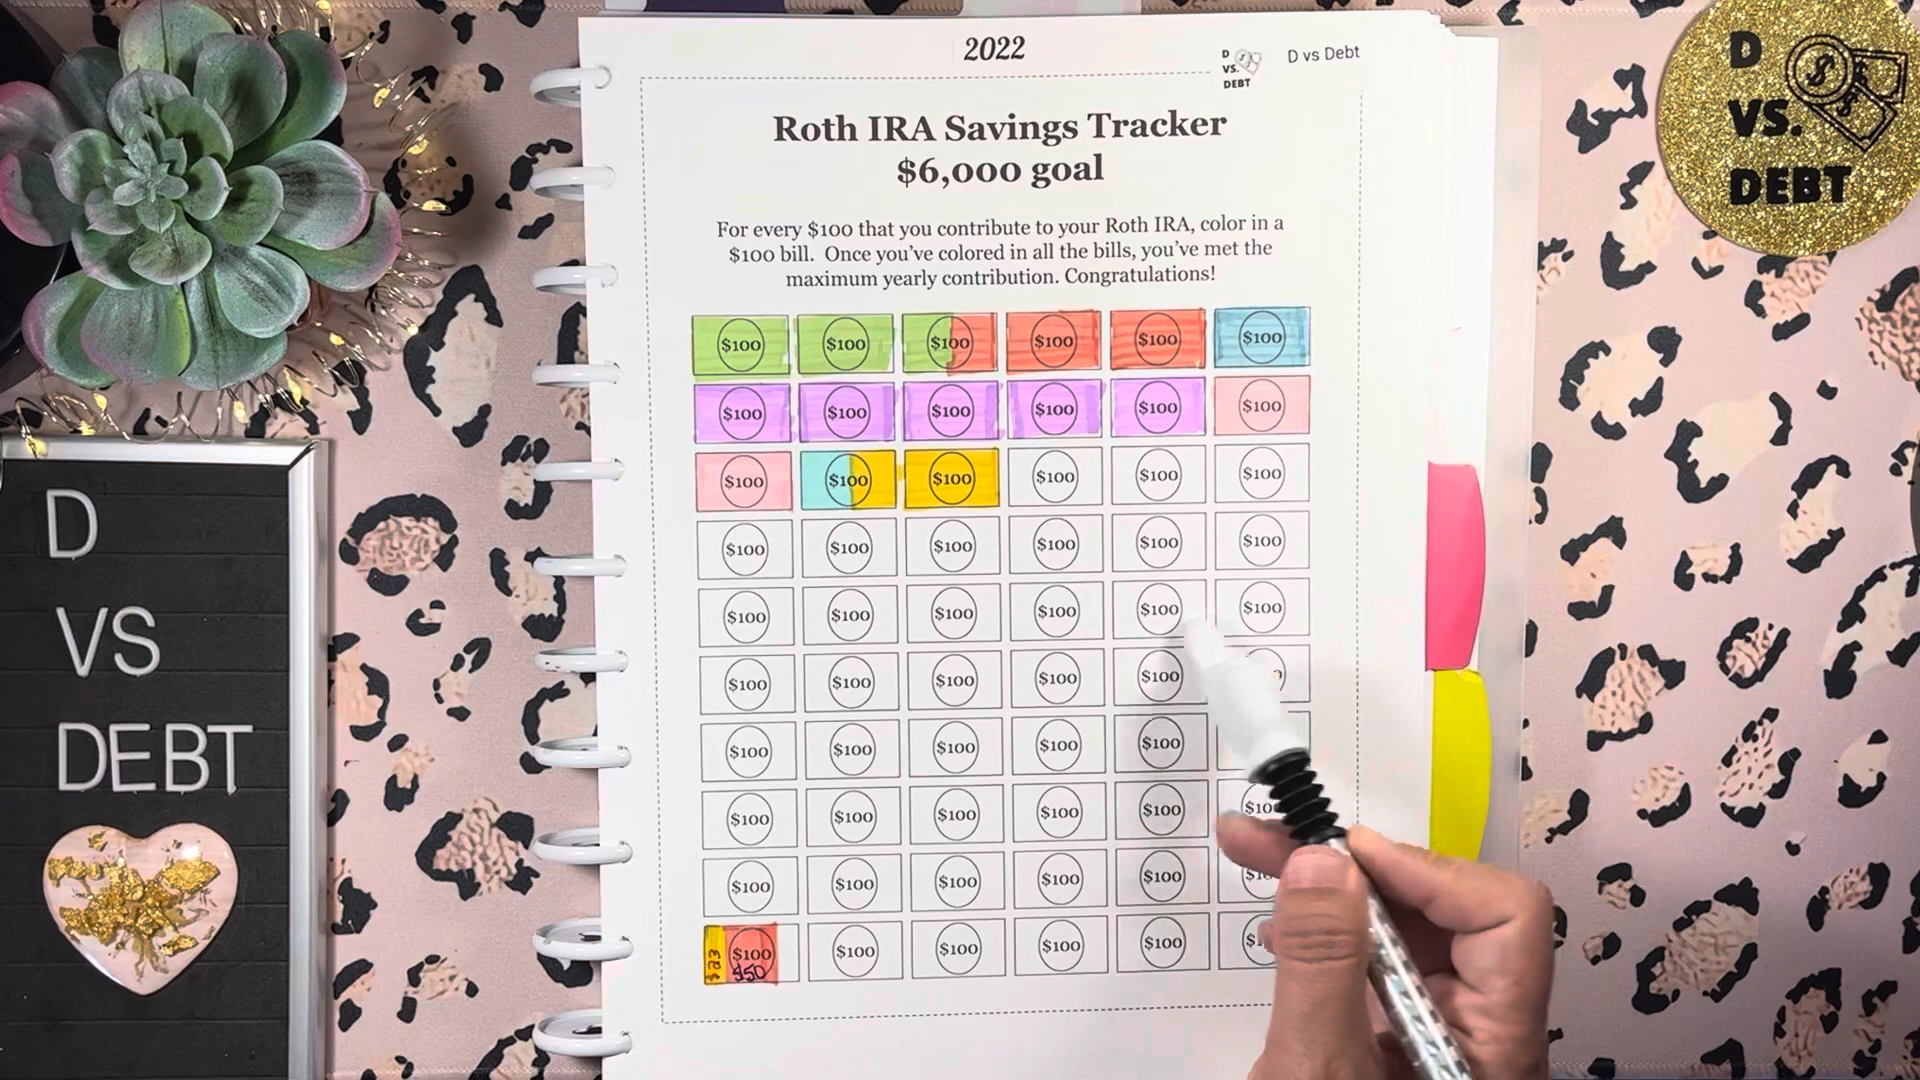 2022
D
VS.
DEBT
D vs Debt
D
VS.
DEBT
Roth IRA Savings Tracker
$6,000 goal
For every $100 that you contribute to your Roth IRA, color in a
$100 bill. Once you've colored in all the bills, you've met the
maximum yearly contribution. Congratulations!
$100 $100 $100 $100 $100 $100
$100 $100 $100 $100 $100 $100
$100 $100 $100 $100 $100 $100
$100 $100 $100 $100 $100 $100
$100 $100 $100 $100 $100 $100
$100 $100 $100 $100 $100
$100 $100 $100 $100 $100
$100 $100 $100 $100 $100
$100 $100 $100 $100 $100
$23 $100 $100 $100 $100 $100
$50
D
VS
DEBT